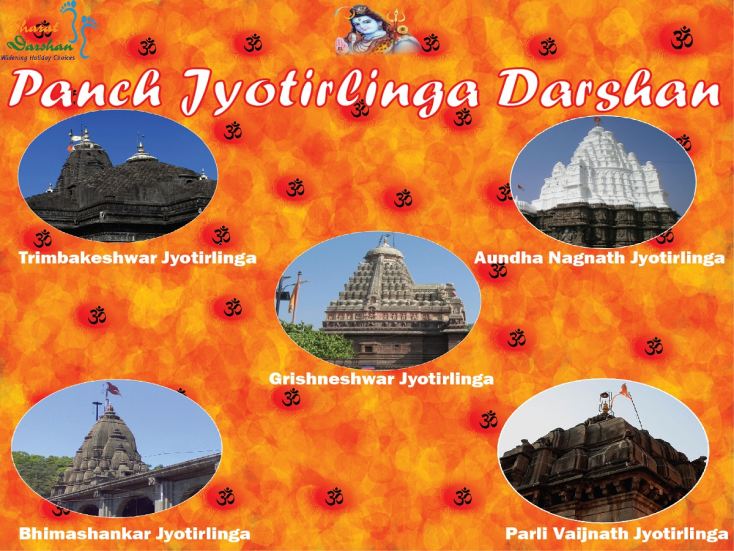 Bharat
Darshan
Widening Holiday Choices
Panch Jyotirlinga Darshan
Trimbakeshwar Jyotirlinga
Aundha Nagnath Jyotirlinga
Grishneshwar Jyotirlinga
Bhimashankar Jyotirlinga
Parli Vaijnath Jyotirlinga